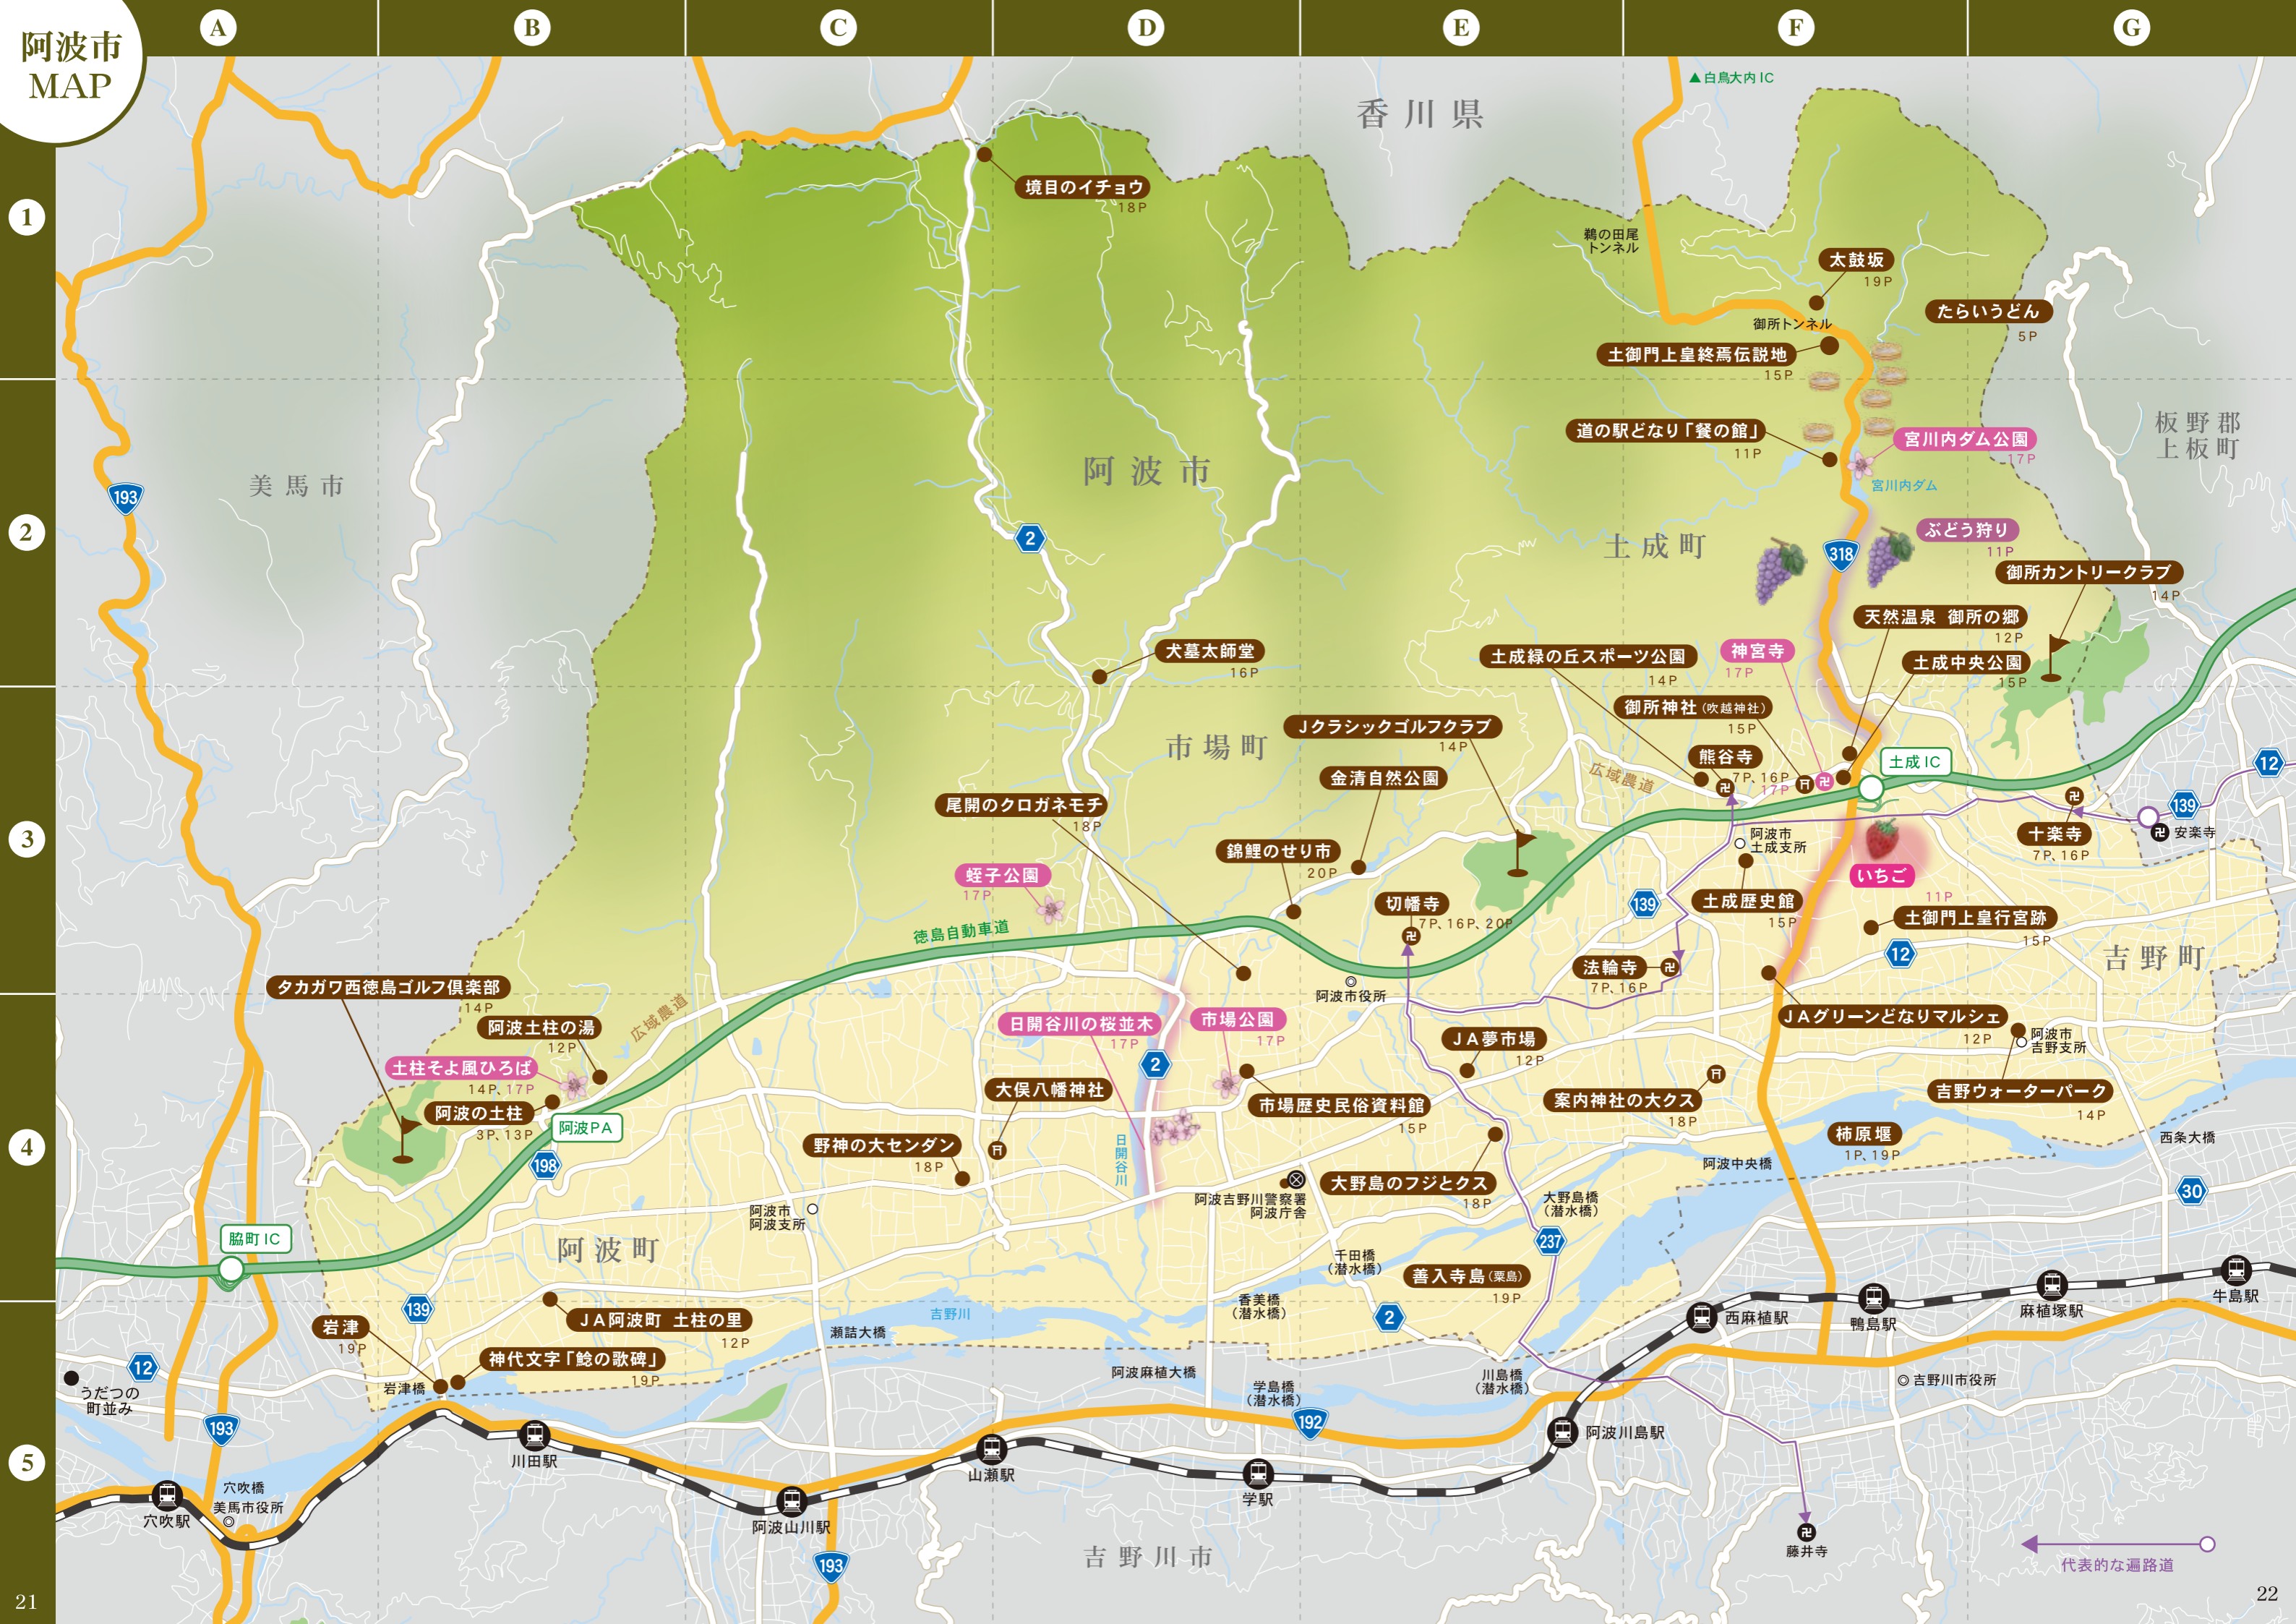 阿波市
MAP
A
B
C
D
E
F
G
1
2
3
4
5
▲白鳥大内IC
香川県
境目のイチョウ
18P
鵜の田尾
トンネル
太鼓坂
19P
たらいうどん
5P
御所トンネル
土御門上皇終焉伝説地
15P
道の駅どなり「餐の館」
11P
宮川内ダム公園
17P
宮川内ダム
板野郡
上板町
美馬市
193
阿波市
2
土成町
318
ぶどう狩り
11P
御所カントリークラブ
14P
天然温泉 御所の郷
12P
土成中央公園
15P
犬墓太師堂
16P
土成緑の丘スポーツ公園
14P
神宮寺
17P
御所神社(吹越神社)
15P
市場町
Jクラシックゴルフクラブ
14P
熊谷寺
7P、16P
17P
広域農道
土成IC
12
139
安楽寺
十楽寺
7P、16P
金清自然公園
尾開のクロガネモチ
18P
錦鯉のせり市
20P
阿波市
土成支所
いちご
11P
蛭子公園
17P
切幡寺
7P、16P、20P
139
土成歴史館
15P
土御門上皇行宮跡
15P
12
吉野町
徳島自動車道
法輪寺
7P、16P
阿波市役所
タカガワ西徳島ゴルフ倶楽部
14P
広域農道
阿波土柱の湯
12P
土柱そよ風ひろば
14P、17P
阿波の土柱
3P、13P
阿波PA
198
日開谷川の桜並木
17P
市場公園
17P
2
JA夢市場
12P
JAグリーンどなりマルシェ
12P
阿波市
吉野支所
吉野ウォーターパーク
14P
大俣八幡神社
市場歴史民俗資料館
15P
案内神社の大クス
18P
野神の大センダン
18P
日開谷川
柿原堰
1P、19P
西条大橋
阿波中央橋
30
阿波吉野川警察署
阿波庁舎
大野島のフジとクス
18P
大野島橋
(潜水橋)
阿波市
阿波支所
237
脇町IC
阿波町
千田橋
(潜水橋)
善入寺島(粟島)
19P
139
JA阿波町 土柱の里
12P
吉野川
香美橋
(潜水橋)
2
西麻植駅
鴨島駅
麻植塚駅
牛島駅
岩津
19P
12
瀬詰大橋
神代文字「鯰の歌碑」
19P
岩津橋
うだつの
町並み
阿波麻植大橋
学島橋
(潜水橋)
川島橋
(潜水橋)
吉野川市役所
193
192
阿波川島駅
川田駅
山瀬駅
学駅
穴吹橋
美馬市役所
穴吹駅
阿波山川駅
193
吉野川市
藤井寺
代表的な遍路道
21
22